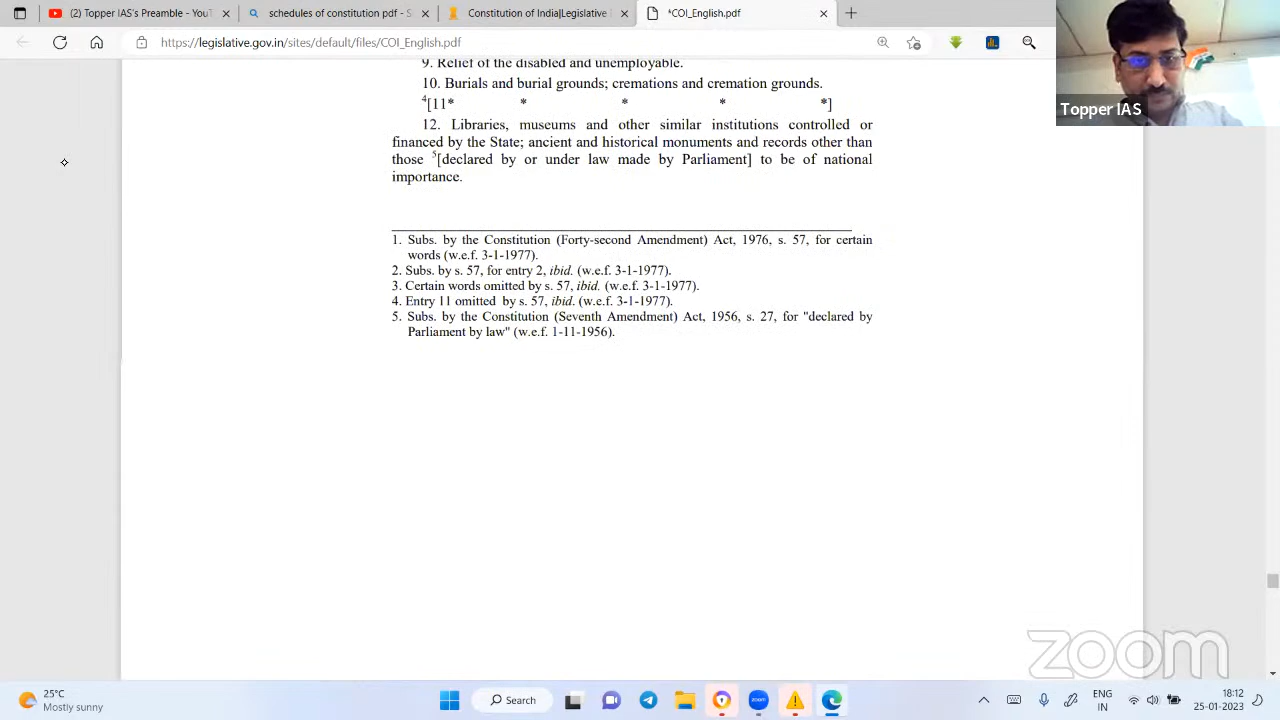 (2) Topper IAS's Preamble - YouT
schedules of constitution pdf - S
Constitution of India|Legislative
*COI_English.pdf
https://legislative.gov.in/sites/default/files/COI_English.pdf
Topper IAS
9. Relief of the disabled and unemployable.
10. Burials and burial grounds; cremations and cremation grounds.
4[11* * * * *]
12. Libraries, museums and other similar institutions controlled or
financed by the State; ancient and historical monuments and records other than
those 5[declared by or under law made by Parliament] to be of national
importance.
1. Subs. by the Constitution (Forty-second Amendment) Act, 1976, s. 57, for certain
words (w.e.f. 3-1-1977).
2. Subs. by s. 57, for entry 2, ibid. (w.e.f. 3-1-1977).
3. Certain words omitted by s. 57, ibid. (w.e.f. 3-1-1977).
4. Entry 11 omitted by s. 57, ibid. (w.e.f. 3-1-1977).
5. Subs. by the Constitution (Seventh Amendment) Act, 1956, s. 27, for "declared by
Parliament by law" (w.e.f. 1-11-1956).
zoom
25°C
Mostly sunny
Search
zoom
ENG
IN
18:12
25-01-2023